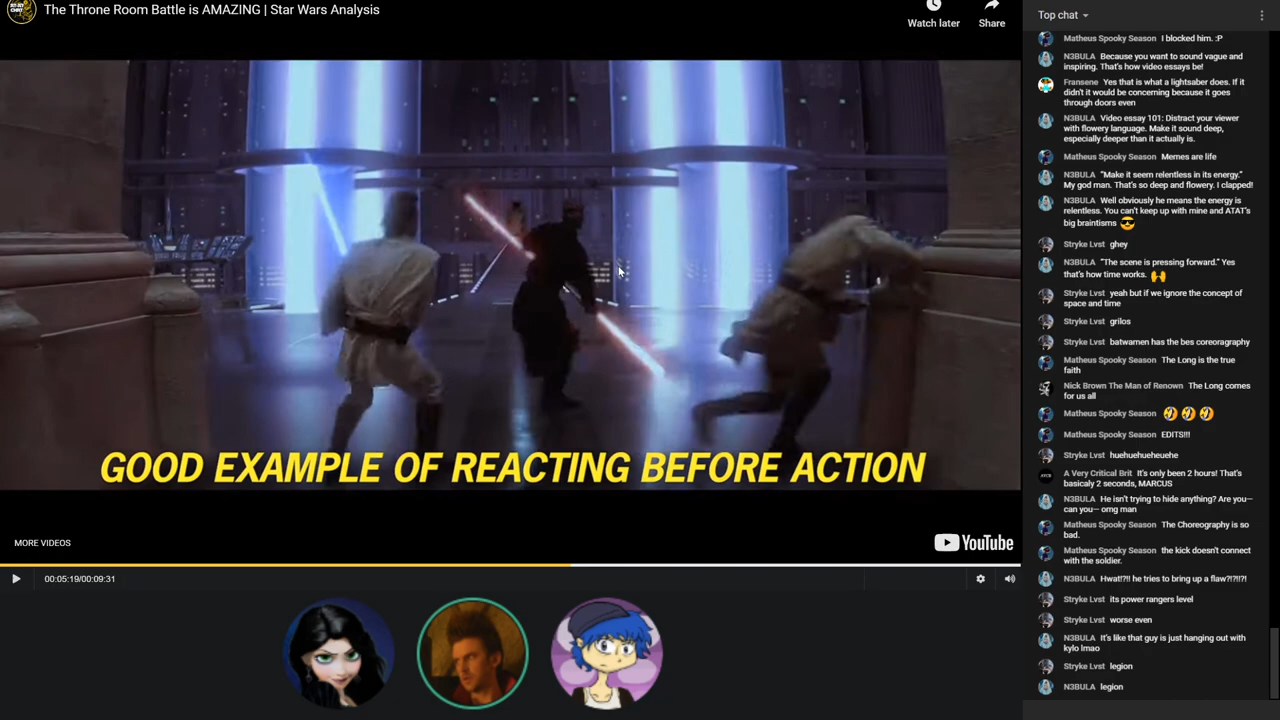 The Throne Room Battle is AMAZING | Star Wars Analysis
Watch later
Share
GOOD EXAMPLE OF REACTING BEFORE ACTION
MORE VIDEOS
YouTube
00:05:19/00:09:31
Top chat
Matheus Spooky Season I blocked him. :P
N3BULA Because you want to sound vague and
inspiring. That's how video essays be!
Fransene Yes that is what a lightsaber does. If it
didn't it would be concerning because it goes
through doors even
N3BULA Video essay 101: Distract your viewer
with flowery language. Make it sound deep,
especially deeper than it actually is.
Matheus Spooky Season Memes are life
N3BULA "Make it seem relentless in its energy."
My god man. That's so deep and flowery. I clapped!
N3BULA Well obviously he means the energy is
relentless. You can't keep up with mine and ATAT's
big braintisms 😎
Stryke Lvst ghey
N3BULA "The scene is pressing forward." Yes
that's how time works. 🙌
Stryke Lvst yeah but if we ignore the concept of
space and time
Stryke Lvst grilos
Stryke Lvst batwamen has the bes coreoragraphy
Matheus Spooky Season The Long is the true
faith
Nick Brown The Man of Renown The Long comes
for us all
Matheus Spooky Season 🤣 🤣 🤣
Matheus Spooky Season EDITS!!!
Stryke Lvst huehuehueheuehe
A Very Critical Brit It's only been 2 hours! That's
basicaly 2 seconds, MARCUS
N3BULA He isn't trying to hide anything? Are you—
can you— omg man
Matheus Spooky Season The Choreography is so
bad.
Matheus Spooky Season the kick doesn't connect
with the soldier.
N3BULA Hwat!?!! he tries to bring up a flaw?!?!!?!
Stryke Lvst its power rangers level
Stryke Lvst worse even
N3BULA It's like that guy is just hanging out with
kylo lmao
Stryke Lvst legion
N3BULA legion